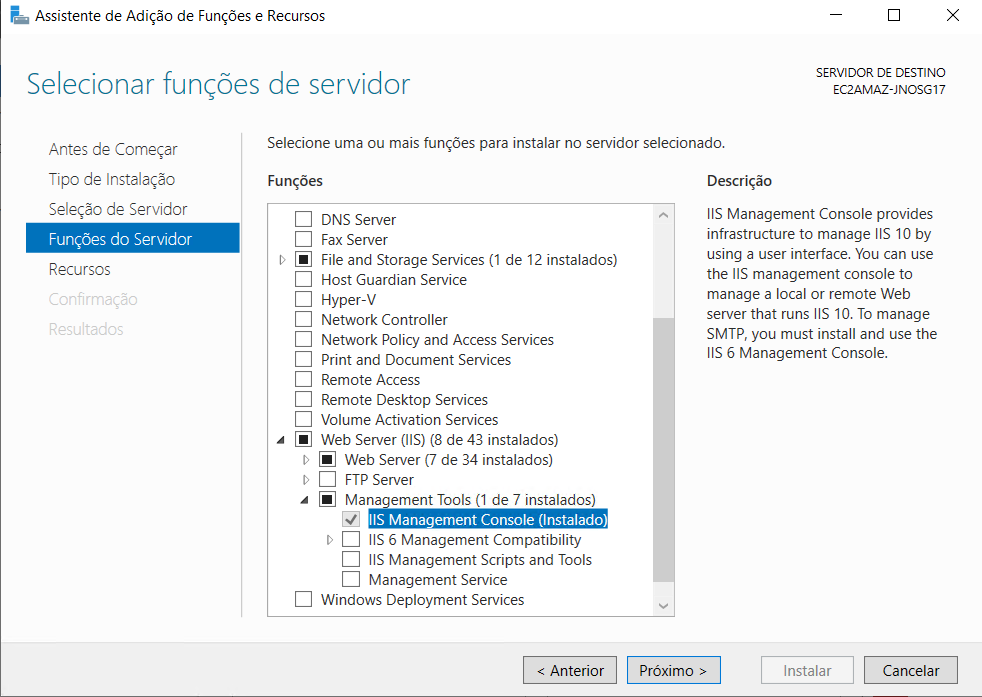 Assistente de Adição de Funções e Recursos
Selecionar funções de servidor
SERVIDOR DE DESTINO
EC2AMAZ-JNOSG17
Antes de Começar
Tipo de Instalação
Seleção de Servidor
Funções do Servidor
Recursos
Confirmação
Resultados
Selecione uma ou mais funções para instalar no servidor selecionado.
Funções
DNS Server
Fax Server
File and Storage Services (1 de 12 instalados)
Host Guardian Service
Hyper-V
Network Controller
Network Policy and Access Services
Print and Document Services
Remote Access
Remote Desktop Services
Volume Activation Services
Web Server (IIS) (8 de 43 instalados)
Web Server (7 de 34 instalados)
FTP Server
Management Tools (1 de 7 instalados)
IIS Management Console (Instalado)
IIS 6 Management Compatibility
IIS Management Scripts and Tools
Management Service
Windows Deployment Services
Descrição
IIS Management Console provides
infrastructure to manage IIS 10 by
using a user interface. You can use
the IIS management console to
manage a local or remote Web
server that runs IIS 10. To manage
SMTP, you must install and use the
IIS 6 Management Console.
< Anterior
Próximo >
Instalar
Cancelar